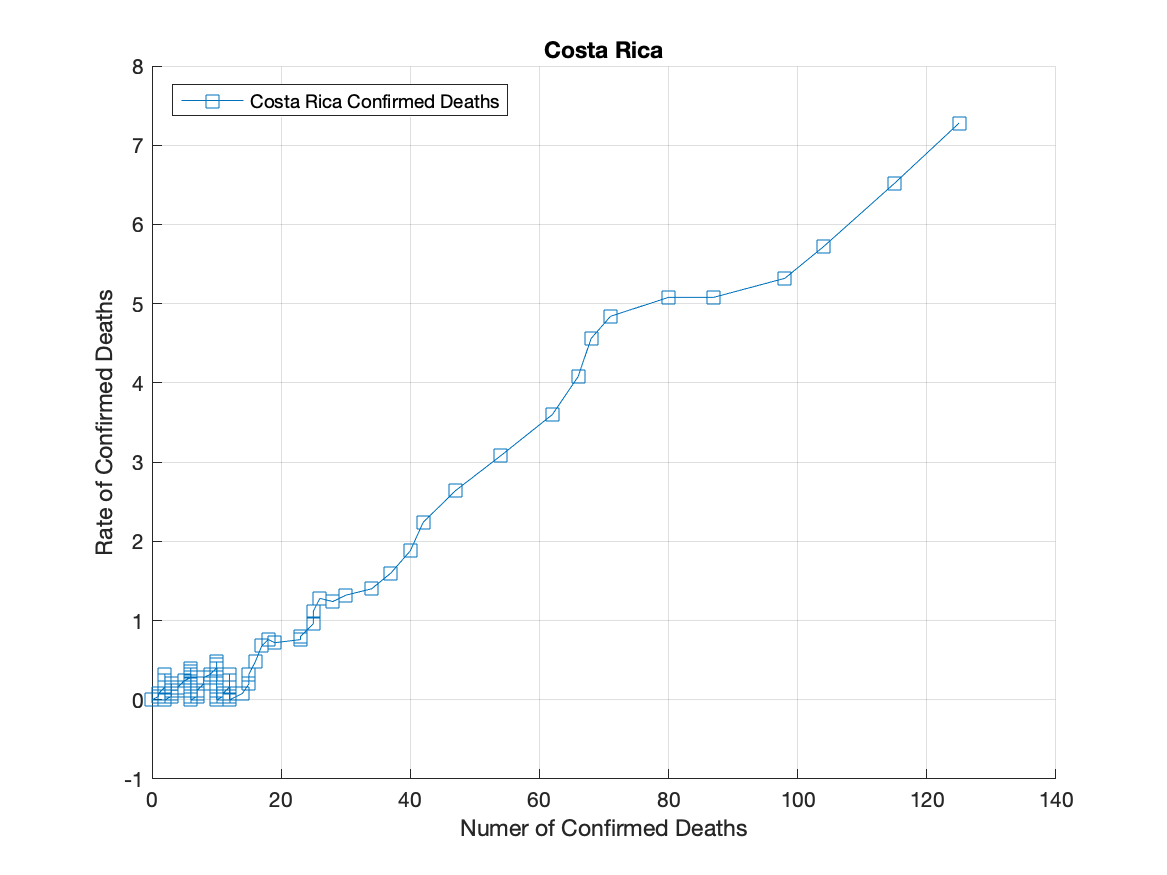 Costa Rica
8
Costa Rica Confirmed Deaths
7
6
5
4
3
2
1
0
-1
Rate of Confirmed Deaths
0 20 40 60 80 100 120 140
Numer of Confirmed Deaths